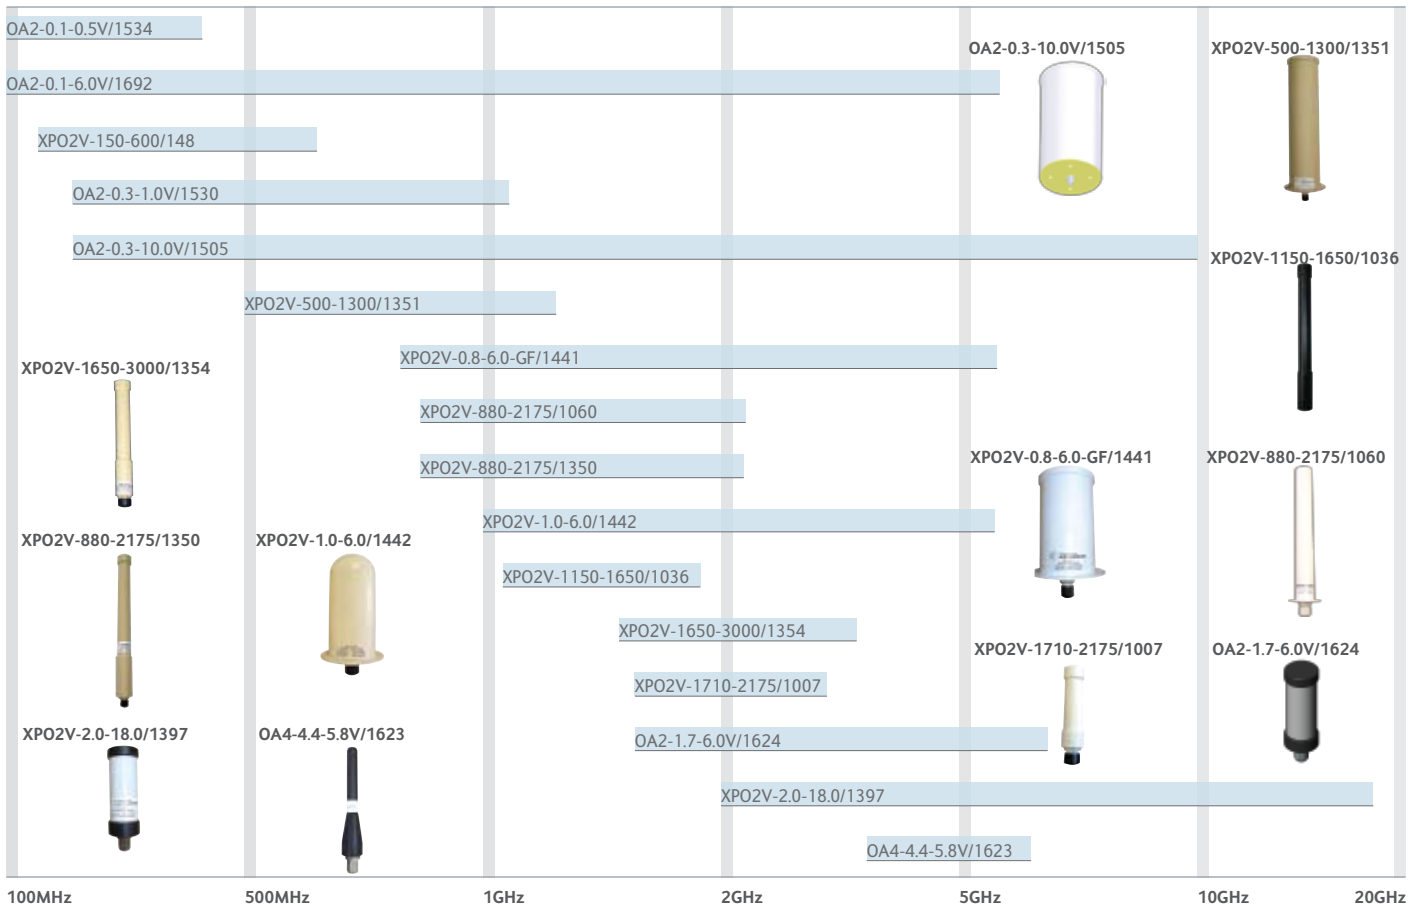 OA2-0.1-0.5V/1534
OA2-0.3-10.0V/1505
XPO2V-500-1300/1351
OA2-0.1-6.0V/1692
XPO2V-150-600/148
OA2-0.3-1.0V/1530
OA2-0.3-10.0V/1505
XPO2V-1150-1650/1036
XPO2V-500-1300/1351
XPO2V-0.8-6.0-GF/1441
XPO2V-1650-3000/1354
XPO2V-880-2175/1060
XPO2V-880-2175/1350
XPO2V-0.8-6.0-GF/1441
XPO2V-880-2175/1060
XPO2V-1.0-6.0/1442
XPO2V-880-2175/1350
XPO2V-1.0-6.0/1442
XPO2V-1150-1650/1036
XPO2V-1650-3000/1354
XPO2V-1710-2175/1007
OA2-1.7-6.0V/1624
XPO2V-1710-2175/1007
XPO2V-2.0-18.0/1397
OA4-4.4-5.8V/1623
OA2-1.7-6.0V/1624
XPO2V-2.0-18.0/1397
OA4-4.4-5.8V/1623
100MHz
500MHz
1GHz
2GHz
5GHz
10GHz
20GHz